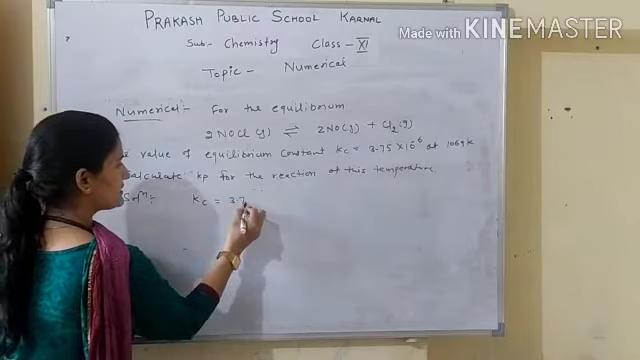 Made with KINEMASTER
PRAKASH PUBLIC SCHOOL KARNAL
Sub- Chemistry Class - XI
Topic - Numerical
Numerical:- For the equilibrium
2NOCl (g) ⇌ 2NO(g) + Cl2(g)
value of equilibrium constant Kc = 3.75 × 10⁻⁶ at 1069 K
Calculate Kp for the reaction at this temperature.
Solⁿ:- Kc = 3.7